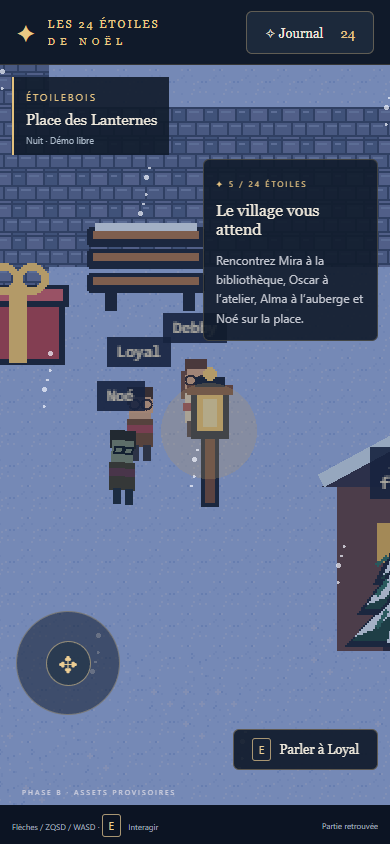 LES 24 ÉTOILES
DE NOËL
✧ Journal 24
ÉTOILEBOIS
Place des Lanternes
Nuit · Démo libre
✦ 5 / 24 ÉTOILES
Le village vous
attend
Rencontrez Mira à la
bibliothèque, Oscar à
l'atelier, Alma à l'auberge et
Noé sur la place.
Loyal
Noé
E Parler à Loyal
PHASE B · ASSETS PROVISOIRES
Flèches / ZQSD / WASD · E Interagir
Partie retrouvée